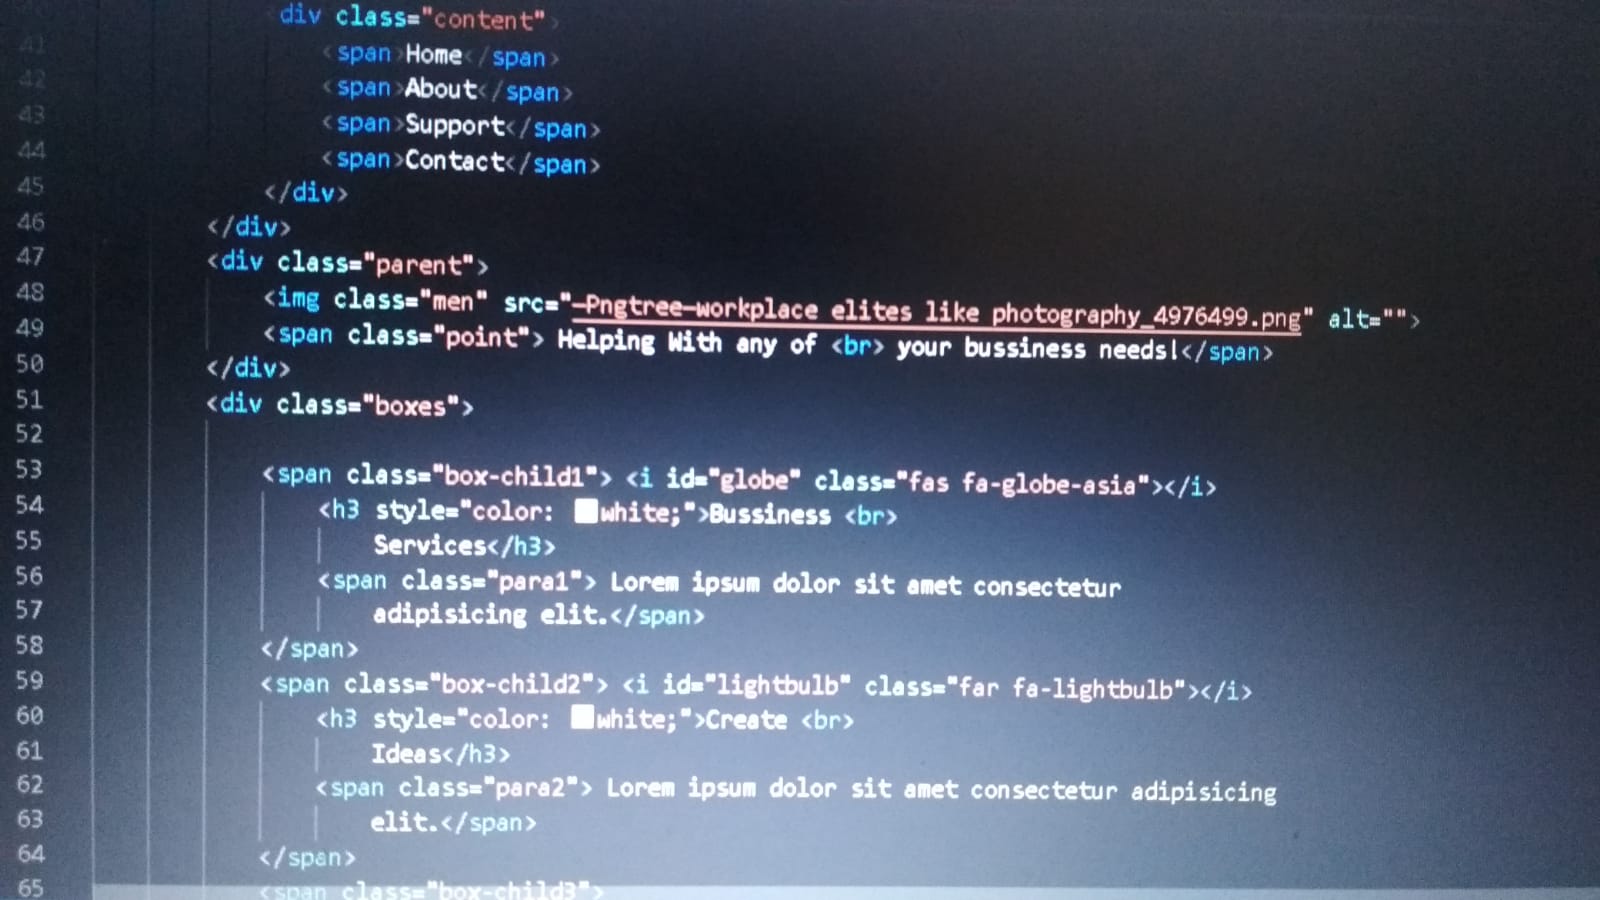 div class="content">
41 <span>Home</span>
42 <span>About</span>
43 <span>Support</span>
44 <span>Contact</span>
45 </div>
46 </div>
47 <div class="parent">
48 <img class="men" src="—Pngtree—workplace elites like photography_4976499.png" alt="">
49 <span class="point"> Helping With any of <br> your bussiness needs!</span>
50 </div>
51 <div class="boxes">
52
53 <span class="box-child1"> <i id="globe" class="fas fa-globe-asia"></i>
54 <h3 style="color: white;">Bussiness <br>
55 Services</h3>
56 <span class="para1"> Lorem ipsum dolor sit amet consectetur
57 adipisicing elit.</span>
58 </span>
59 <span class="box-child2"> <i id="lightbulb" class="far fa-lightbulb"></i>
60 <h3 style="color: white;">Create <br>
61 Ideas</h3>
62 <span class="para2"> Lorem ipsum dolor sit amet consectetur adipisicing
63 elit.</span>
64 </span>
65 <span class="box-child3">